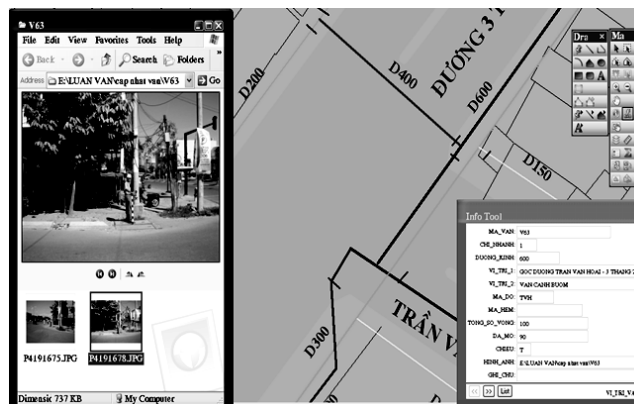 V63
File Edit View Favorites Tools Help
Back Search Folders
Address E:\LUAN VAN\cap nhat van\V63 Go
P4191675.JPG P4191678.JPG
Dimensic 737 KB My Computer
D200
D400
ĐƯỜNG 3 T
D600
D150
D300
TRẦN VĂ
Dra × Ma
Info Tool
MA_VAN: V63
CHI_NHANH: 1
DUONG_KINH: 600
VI_TRI_1: GOC DUONG TRAN VAN HOAI - 3 THANG 2
VI_TRI_2: VAN CANH BUOM
MA_DO: TVH
MA_HEM:
TONG_SO_VONG: 100
DA_MO: 90
CHIEU: T
HINH_ANH: E:\LUAN VAN\cap nhat van\V63
GHI_CHU:
<< >> List VI_TRI_VA